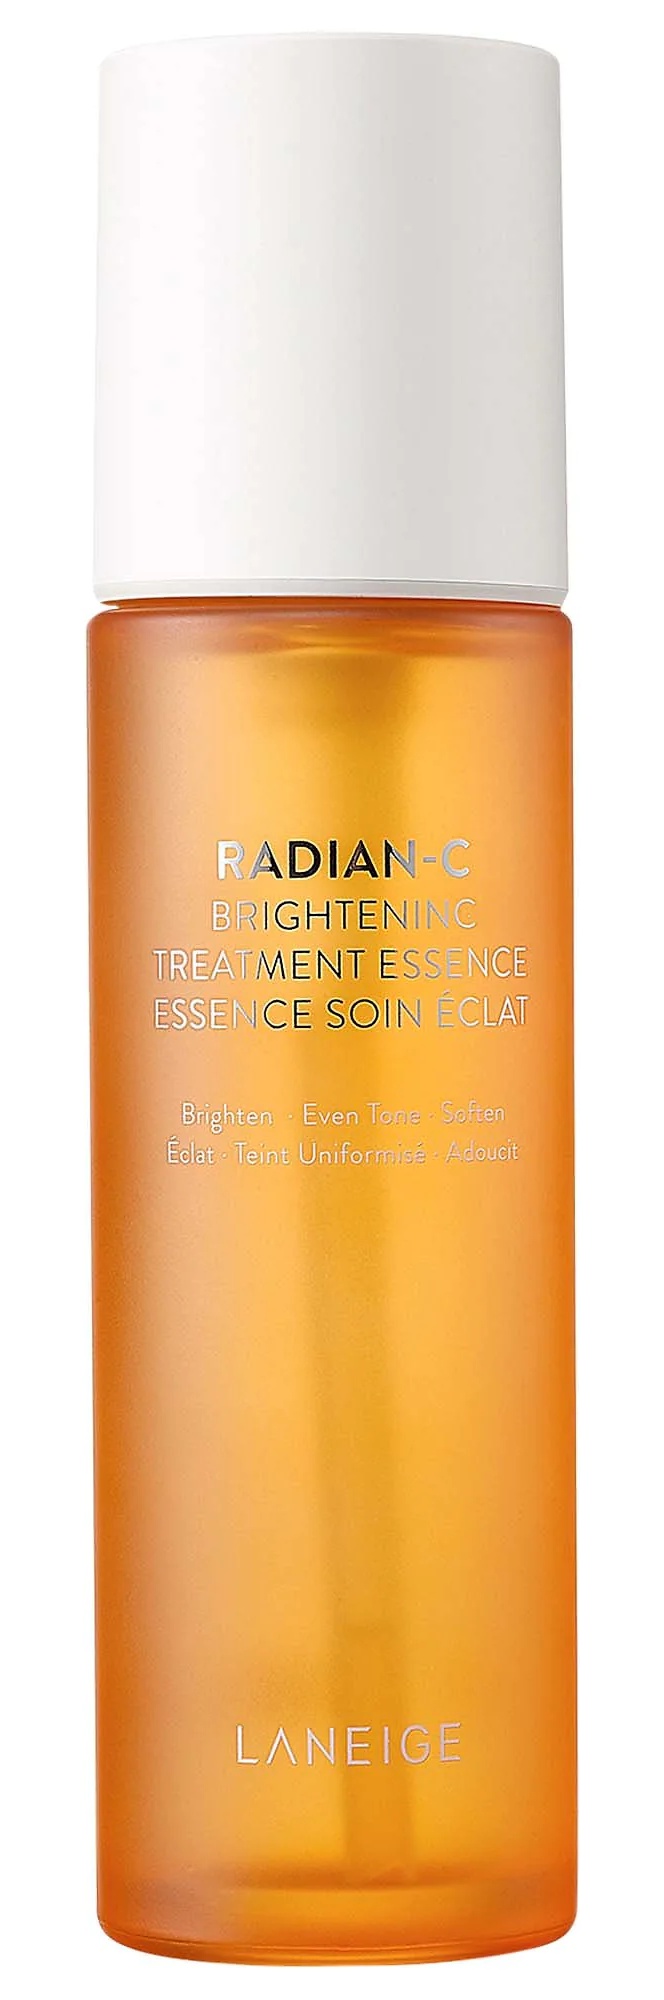 RADIAN-C
BRIGHTENING
TREATMENT ESSENCE
ESSENCE SOIN ÉCLAT
Brighten · Even Tone · Soften
Éclat · Teint Uniformisé · Adoucit
LANEIGE